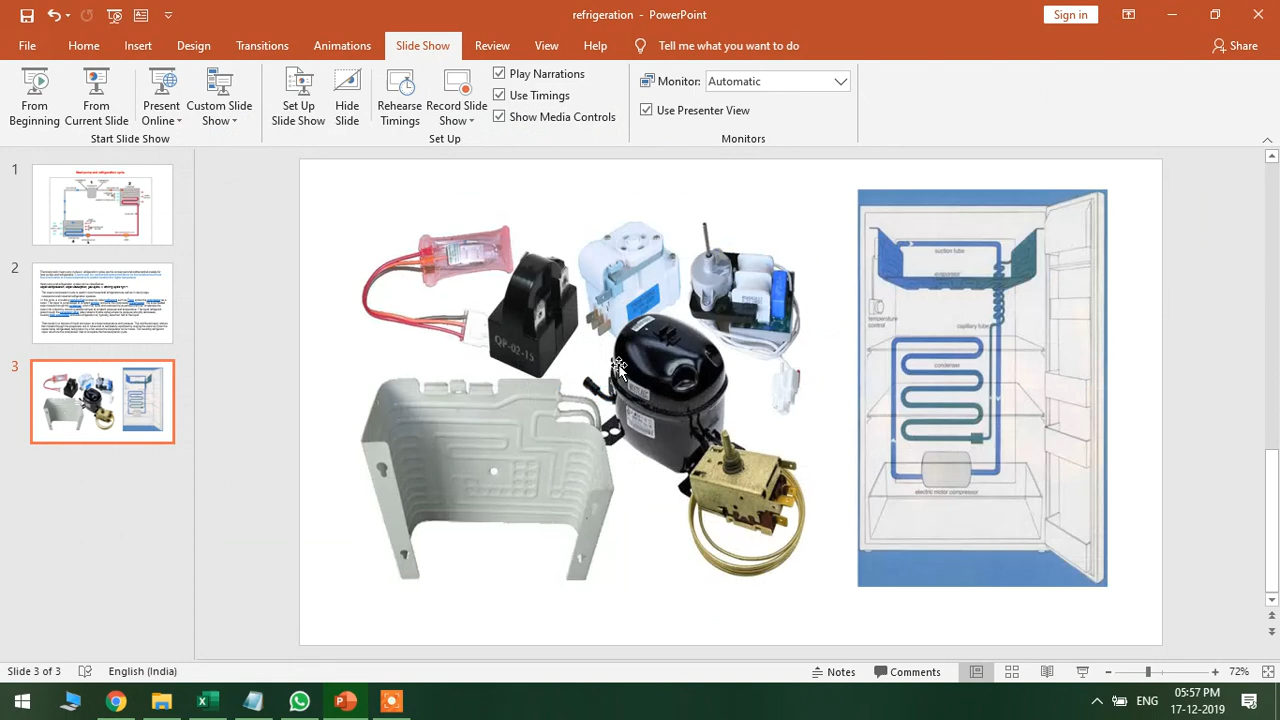 refrigeration - PowerPoint
Sign in
File Home Insert Design Transitions Animations Slide Show Review View Help Tell me what you want to do Share
From Beginning
From Current Slide
Present Online
Custom Slide Show
Set Up Slide Show
Hide Slide
Rehearse Timings
Record Slide Show
Play Narrations
Use Timings
Show Media Controls
Monitor: Automatic
Use Presenter View
Start Slide Show
Set Up
Monitors
1
2
3
QP-02-15
suction tube
evaporator
temperature
control
capillary tube
condenser
electric motor compressor
Slide 3 of 3 English (India) Notes Comments 72%
ENG
05:57 PM
17-12-2019